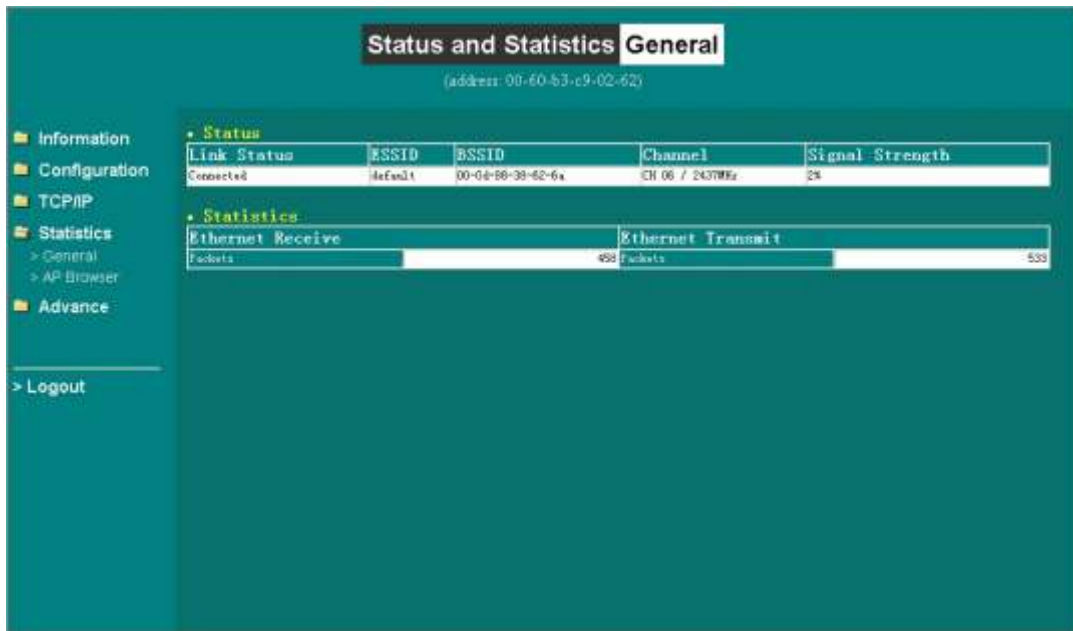 Status and Statistics General
(address: 00-60-b3-c9-02-62)
Information
Configuration
TCP/IP
Statistics
> General
> AP Browser
Advance
> Logout
• Status
Link Status ESSID BSSID Channel Signal Strength
Connected default 00-0d-88-38-62-6a CH 06 / 2437MHz 2%
• Statistics
Ethernet Receive Ethernet Transmit
Packets 458 Packets 533